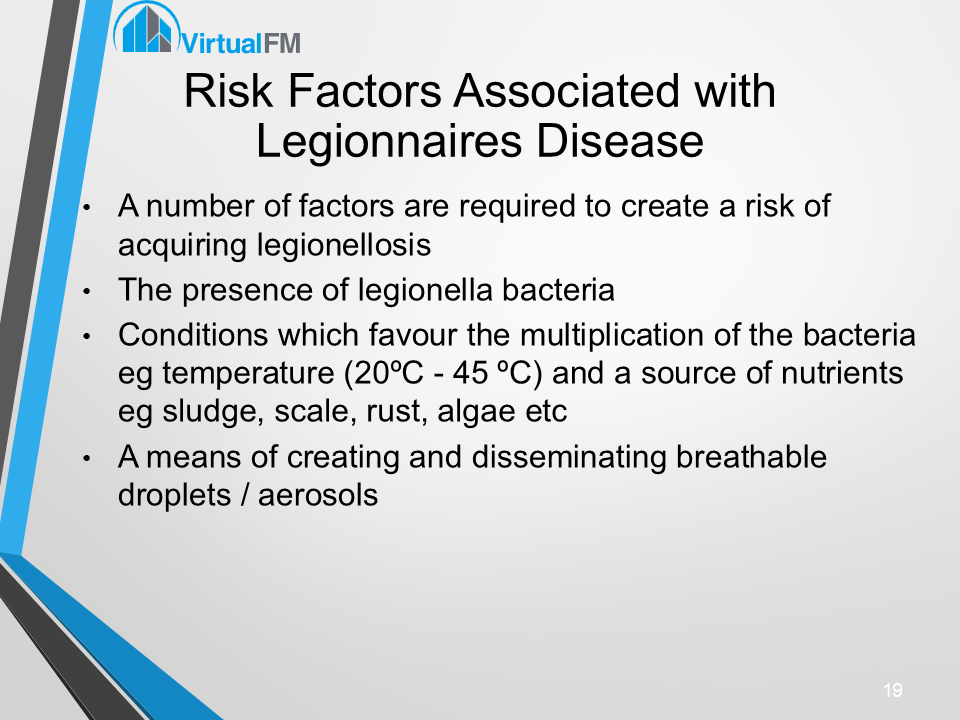 VirtualFM
Risk Factors Associated with
Legionnaires Disease
• A number of factors are required to create a risk of
acquiring legionellosis
• The presence of legionella bacteria
• Conditions which favour the multiplication of the bacteria
eg temperature (20ºC - 45 ºC) and a source of nutrients
eg sludge, scale, rust, algae etc
• A means of creating and disseminating breathable
droplets / aerosols
19